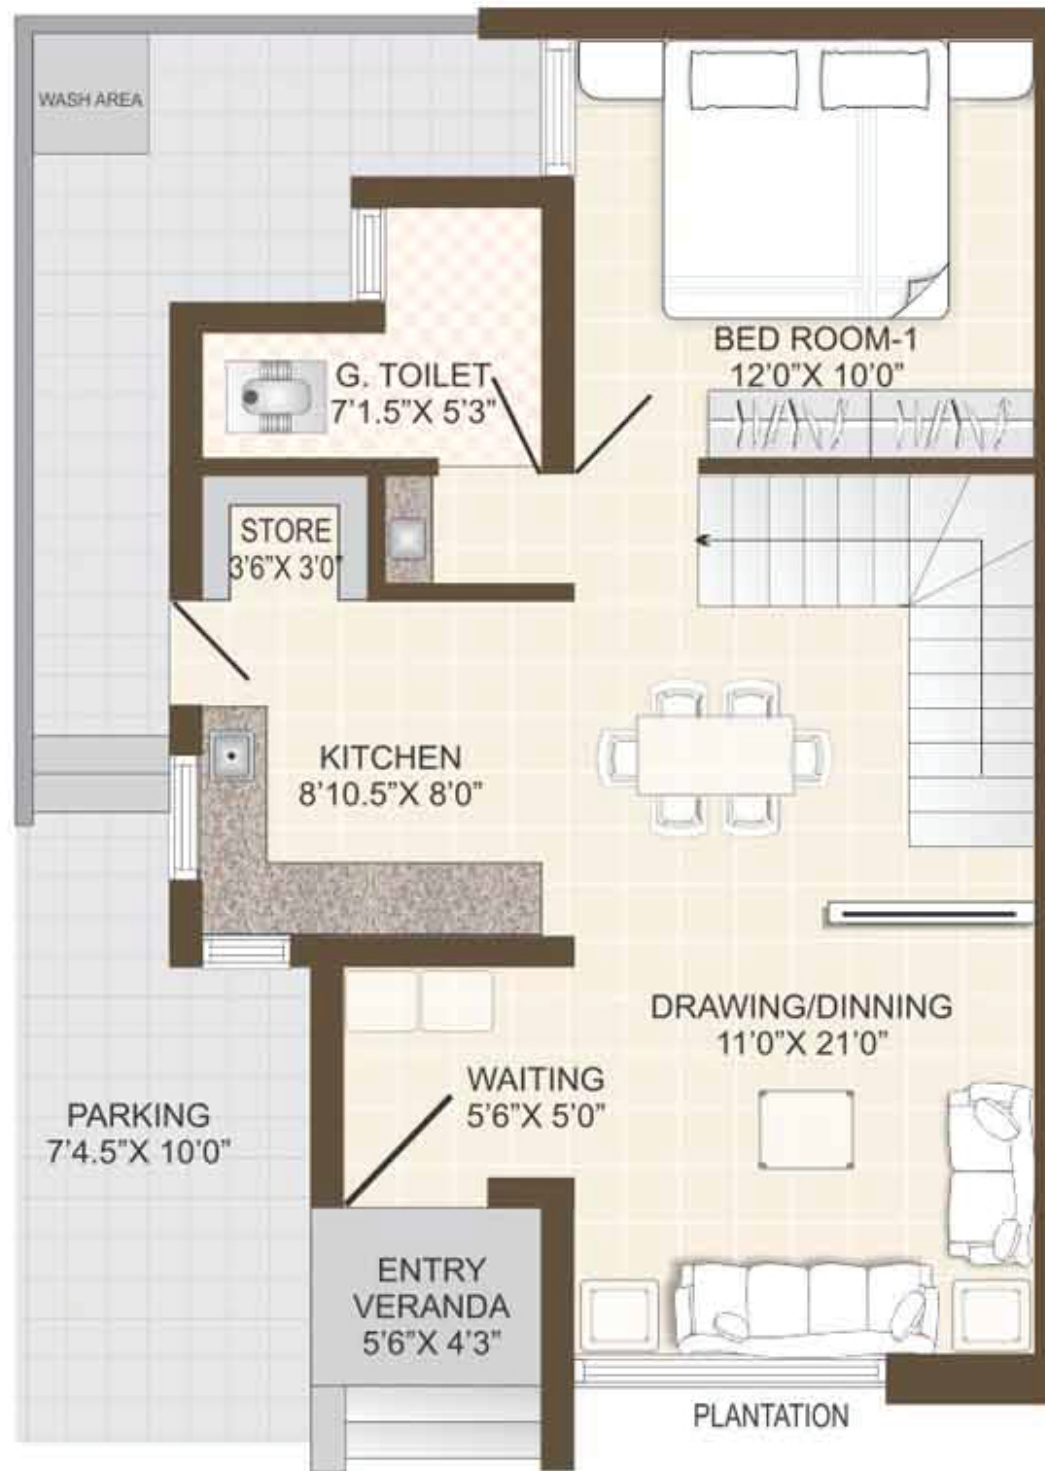 WASH AREA
BED ROOM-1
12'0”X 10'0”
G. TOILET
7'1.5”X 5'3”
STORE
3'6”X 3'0”
KITCHEN
8'10.5”X 8'0”
DRAWING/DINNING
11'0”X 21'0”
WAITING
5'6”X 5'0”
PARKING
7'4.5”X 10'0”
ENTRY
VERANDA
5'6”X 4'3”
PLANTATION